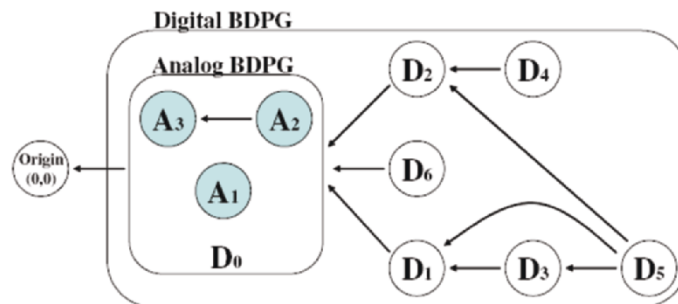 Digital BDPG
Analog BDPG
D2
D4
A3
A2
Origin
(0,0)
D6
A1
D0
D1
D3
D5